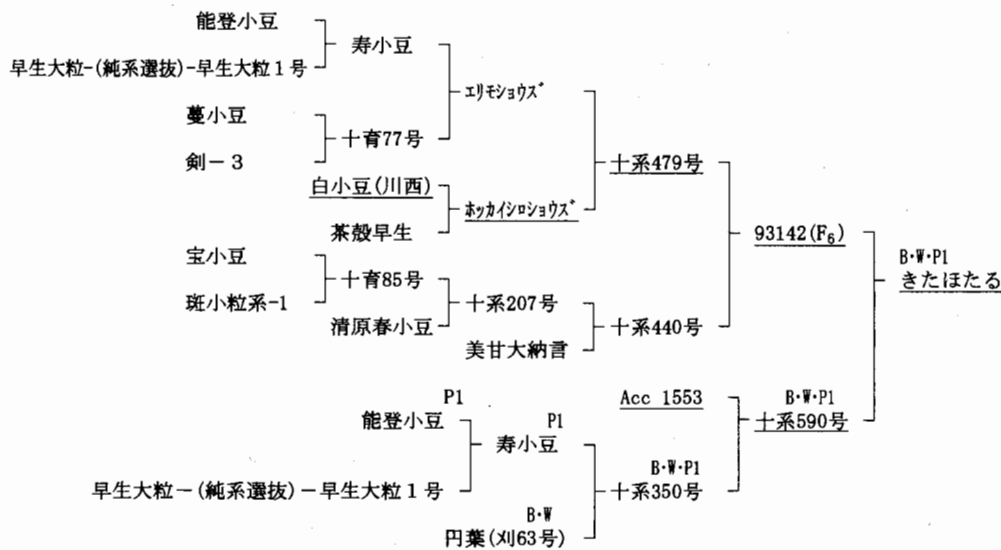 能登小豆
寿小豆
早生大粒-(純系選抜)-早生大粒1号
エリモショウズ
蔓小豆
十育77号
剣-3
十系479号
白小豆(川西)
ホッカイシロショウズ
茶殻早生
93142(F6)
宝小豆
B・W・P1
十育85号
きたほたる
斑小粒系-1
十系207号
清原春小豆
十系440号
美甘大納言
P1
Acc 1553
B・W・P1
能登小豆
P1
十系590号
寿小豆
B・W・P1
早生大粒-(純系選抜)-早生大粒1号
十系350号
B・W
円葉(刈63号)